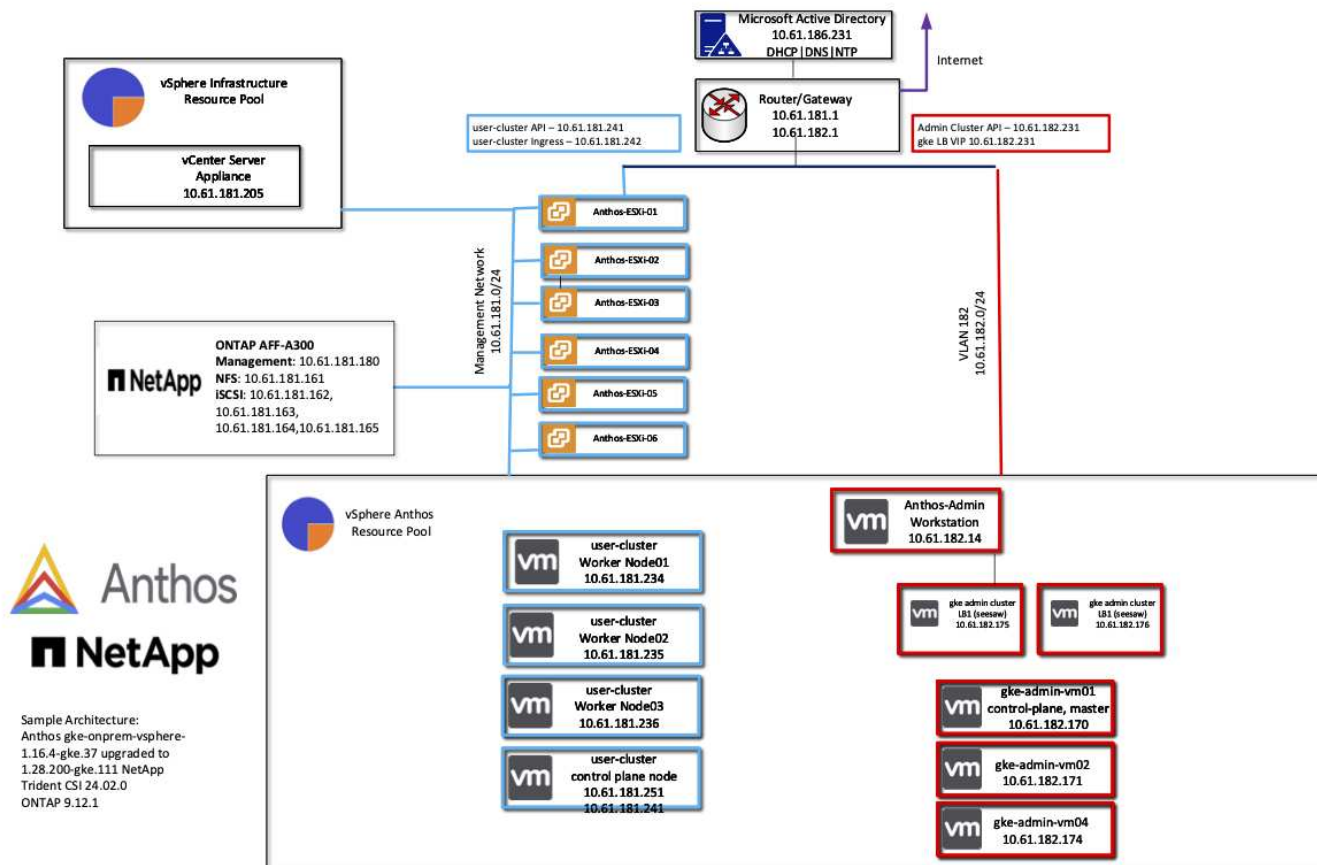 Microsoft Active Directory
10.61.186.231
DHCP|DNS|NTP
Internet
vSphere Infrastructure
Resource Pool
vCenter Server
Appliance
10.61.181.205
Router/Gateway
10.61.181.1
10.61.182.1
user-cluster API – 10.61.181.241
user-cluster Ingress – 10.61.181.242
Admin Cluster API – 10.61.182.231
gke LB VIP 10.61.182.231
Anthos-ESXi-01
Anthos-ESXi-02
Anthos-ESXi-03
Anthos-ESXi-04
Anthos-ESXi-05
Anthos-ESXi-06
Management Network
10.61.181.0/24
VLAN 182
10.61.182.0/24
NetApp
ONTAP AFF-A300
Management: 10.61.181.180
NFS: 10.61.181.161
iSCSI: 10.61.181.162,
10.61.181.163,
10.61.181.164,10.61.181.165
vSphere Anthos
Resource Pool
vm
user-cluster
Worker Node01
10.61.181.234
vm
user-cluster
Worker Node02
10.61.181.235
vm
user-cluster
Worker Node03
10.61.181.236
vm
user-cluster
control plane node
10.61.181.251
10.61.181.241
vm
Anthos-Admin
Workstation
10.61.182.14
vm
gke admin cluster
LB1 (seesaw)
10.61.182.175
vm
gke admin cluster
LB1 (seesaw)
10.61.182.176
vm
gke-admin-vm01
control-plane, master
10.61.182.170
vm
gke-admin-vm02
10.61.182.171
vm
gke-admin-vm04
10.61.182.174
Anthos
NetApp
Sample Architecture:
Anthos gke-onprem-vsphere-
1.16.4-gke.37 upgraded to
1.28.200-gke.111 NetApp
Trident CSI 24.02.0
ONTAP 9.12.1